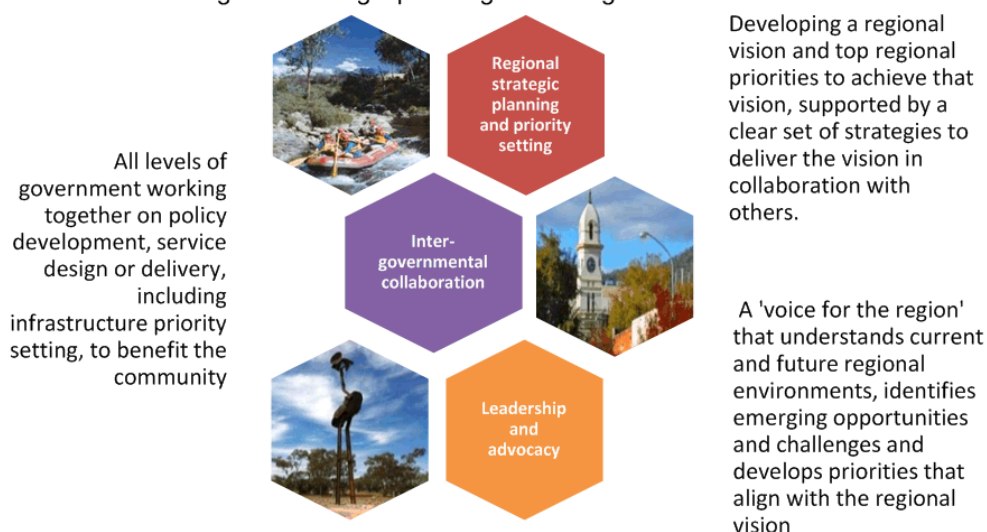 Regional
strategic
planning
and priority
setting
Developing a regional
vision and top regional
priorities to achieve that
vision, supported by a
clear set of strategies to
deliver the vision in
collaboration with
others.
All levels of
government working
together on policy
development, service
design or delivery,
including
infrastructure priority
setting, to benefit the
community
Inter-
governmental
collaboration
Leadership
and
advocacy
A 'voice for the region'
that understands current
and future regional
environments, identifies
emerging opportunities
and challenges and
develops priorities that
align with the regional
vision